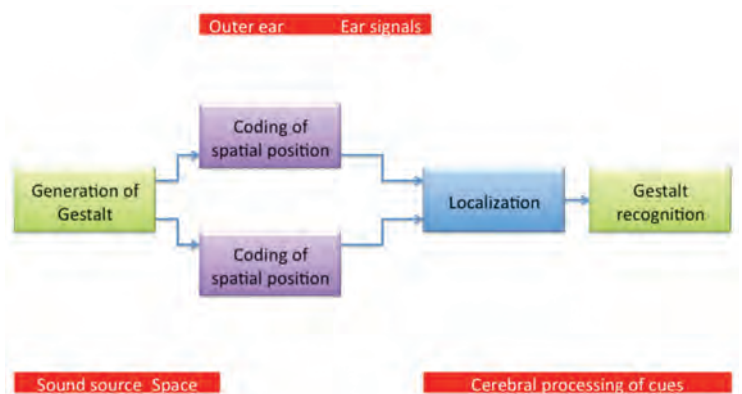 Outer ear Ear signals
Coding of
spatial position
Generation of
Gestalt
Localization
Gestalt
recognition
Coding of
spatial position
Sound source Space
Cerebral processing of cues